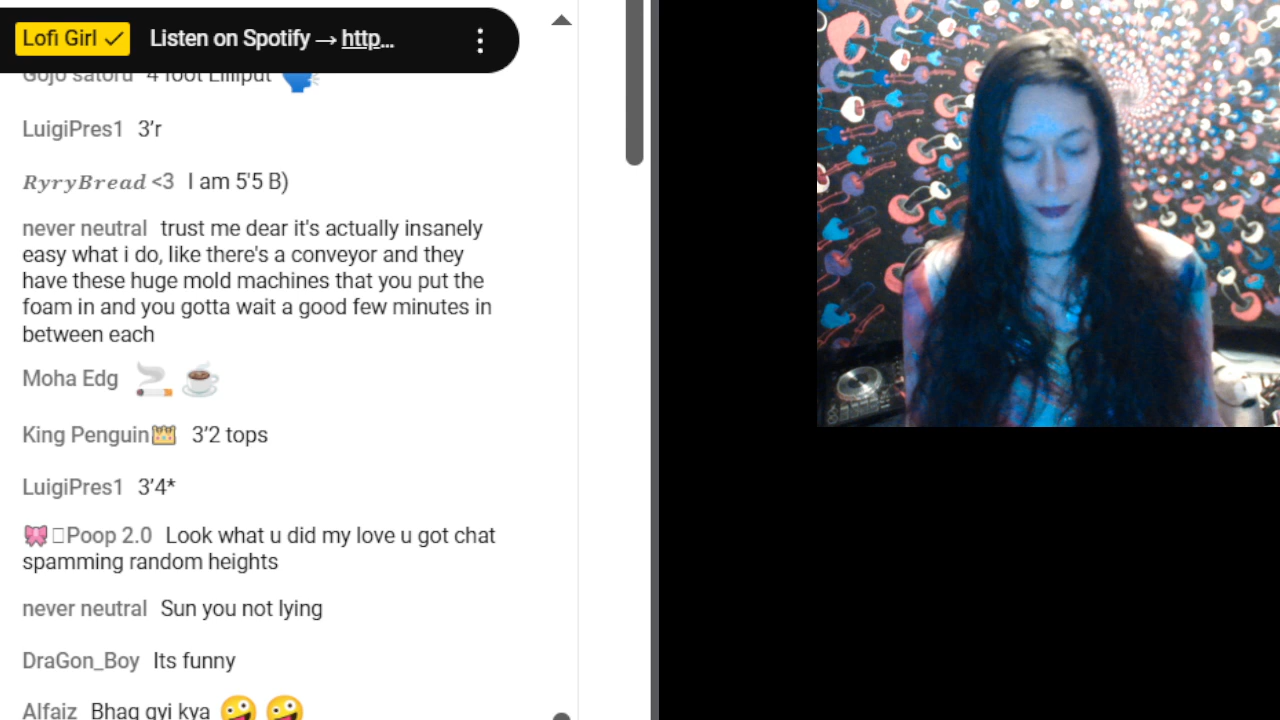 Lofi Girl ✓ Listen on Spotify → http...
Gojo satoru 4 foot Lilliput 🗣
LuigiPres1 3’r
𝑹𝒚𝒓𝒚𝑩𝒓𝒆𝒂𝒅 <3 I am 5'5 B)
never neutral trust me dear it's actually insanely
easy what i do, like there's a conveyor and they
have these huge mold machines that you put the
foam in and you gotta wait a good few minutes in
between each
Moha Edg 🚬 ☕
King Penguin👑 3’2 tops
LuigiPres1 3’4*
🎀Poop 2.0 Look what u did my love u got chat
spamming random heights
never neutral Sun you not lying
DraGon_Boy Its funny
Alfaiz Bhag gyi kya 🤪 🤪